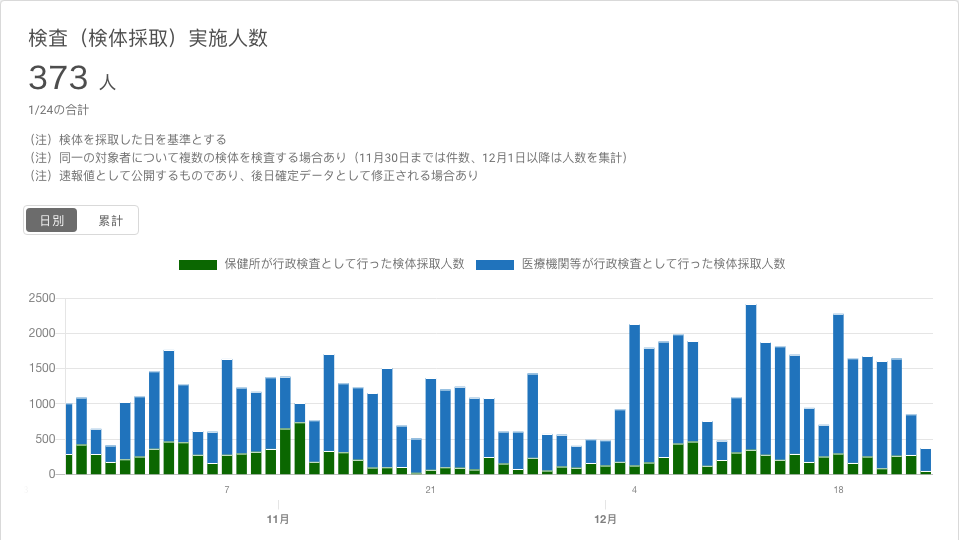 検査（検体採取）実施人数
373 人
1/24の合計
（注）検体を採取した日を基準とする
（注）同一の対象者について複数の検体を検査する場合あり（11月30日までは件数、12月1日以降は人数を集計）
（注）速報値として公開するものであり、後日確定データとして修正される場合あり
日別 累計
保健所が行政検査として行った検体採取人数 医療機関等が行政検査として行った検体採取人数
2500
2000
1500
1000
500
0
7 21 4 18
11月 12月